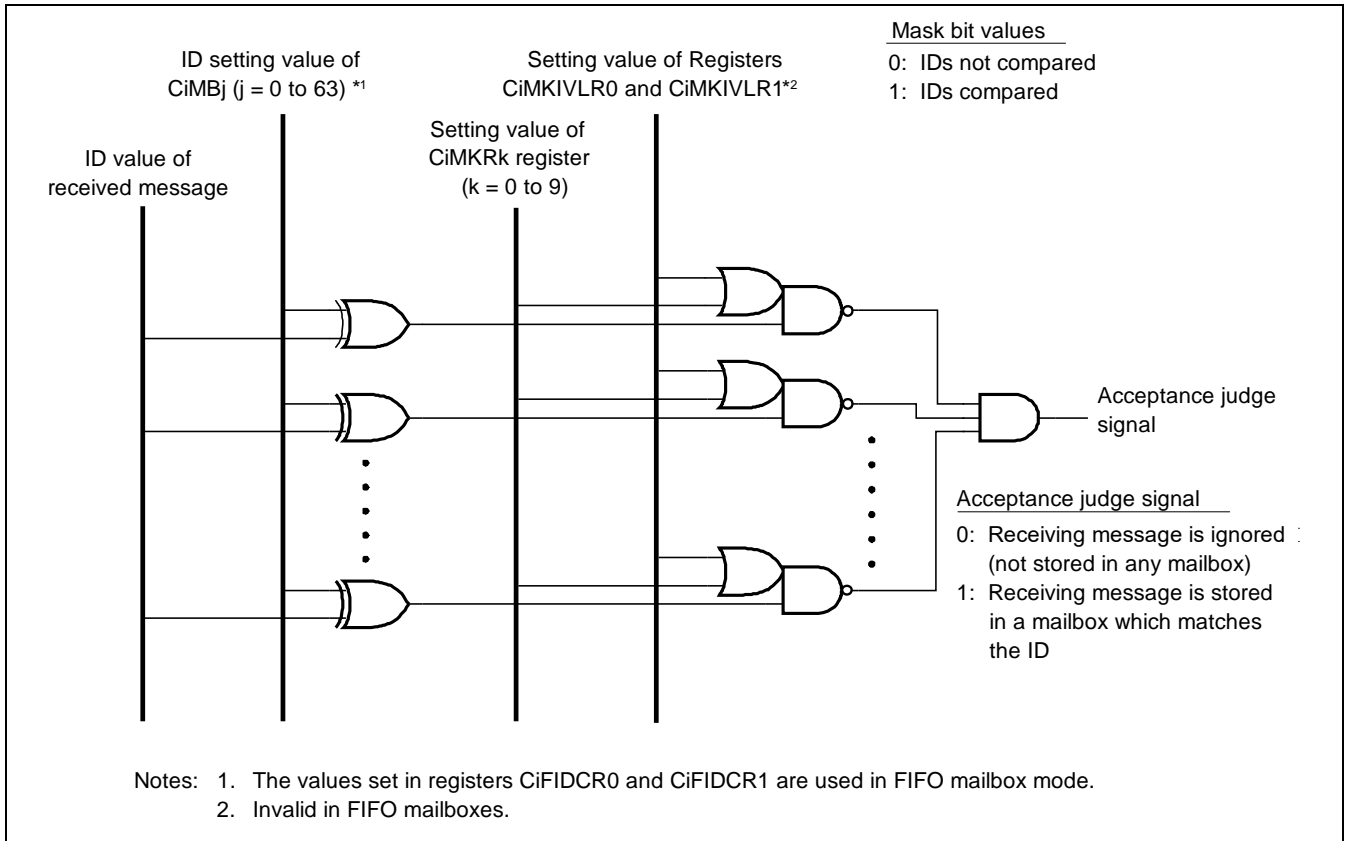 ID setting value of
CiMBj (j = 0 to 63) *1
Setting value of Registers
CiMKIVLR0 and CiMKIVLR1*2
Mask bit values
0: IDs not compared
1: IDs compared
ID value of
received message
Setting value of
CiMKRk register
(k = 0 to 9)
Acceptance judge
signal
Acceptance judge signal
0: Receiving message is ignored
(not stored in any mailbox)
1: Receiving message is stored
in a mailbox which matches
the ID
Notes: 1. The values set in registers CiFIDCR0 and CiFIDCR1 are used in FIFO mailbox mode.
2. Invalid in FIFO mailboxes.